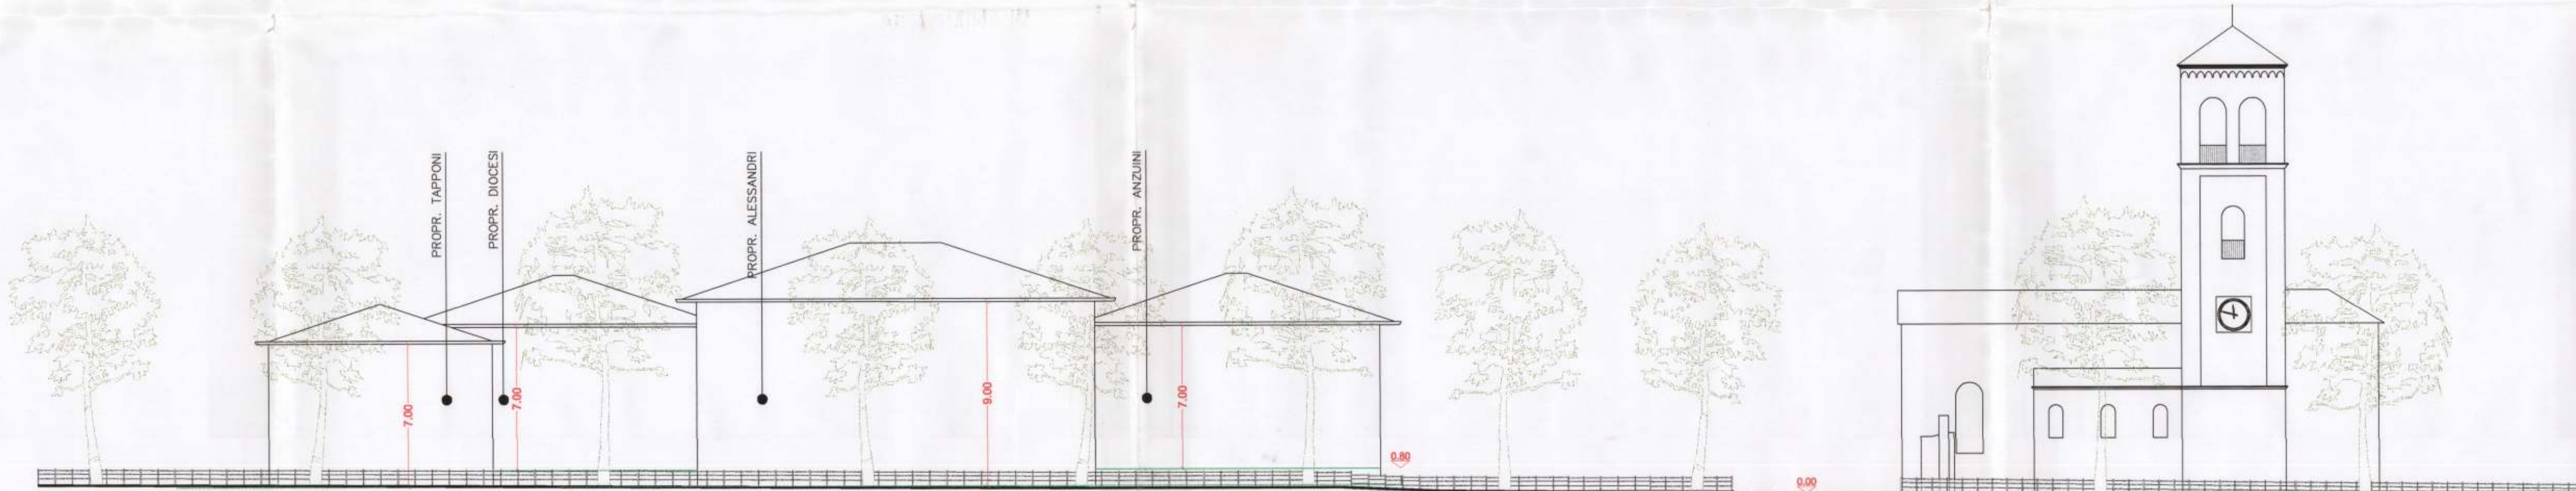 PROPR. TAPPONI
PROPR. DIOCESI
PROPR. ALESSANDRI
PROPR. ANZUINI
7.00
7.00
9.00
7.00
0.80
0.00